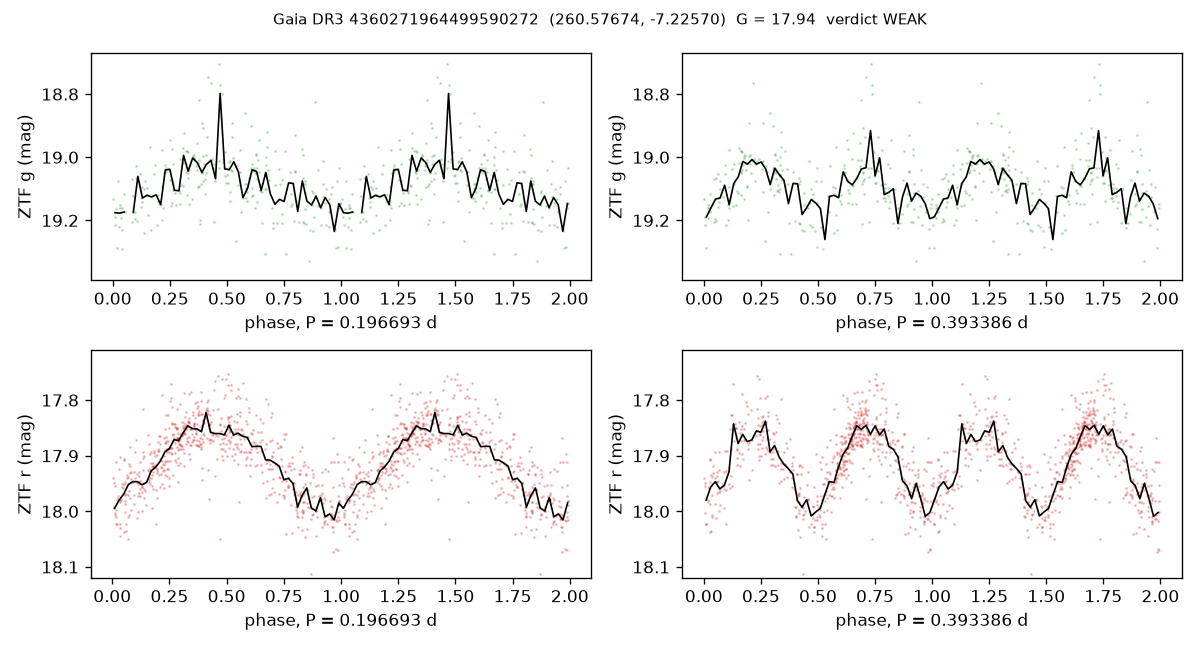 Gaia DR3 4360271964499590272  (260.57674, -7.22570)  G = 17.94  verdict WEAK
ZTF g (mag)
18.8
19.0
19.2
0.00 0.25 0.50 0.75 1.00 1.25 1.50 1.75 2.00
phase, P = 0.196693 d
ZTF g (mag)
18.8
19.0
19.2
0.00 0.25 0.50 0.75 1.00 1.25 1.50 1.75 2.00
phase, P = 0.393386 d
ZTF r (mag)
17.8
17.9
18.0
18.1
0.00 0.25 0.50 0.75 1.00 1.25 1.50 1.75 2.00
phase, P = 0.196693 d
ZTF r (mag)
17.8
17.9
18.0
18.1
0.00 0.25 0.50 0.75 1.00 1.25 1.50 1.75 2.00
phase, P = 0.393386 d